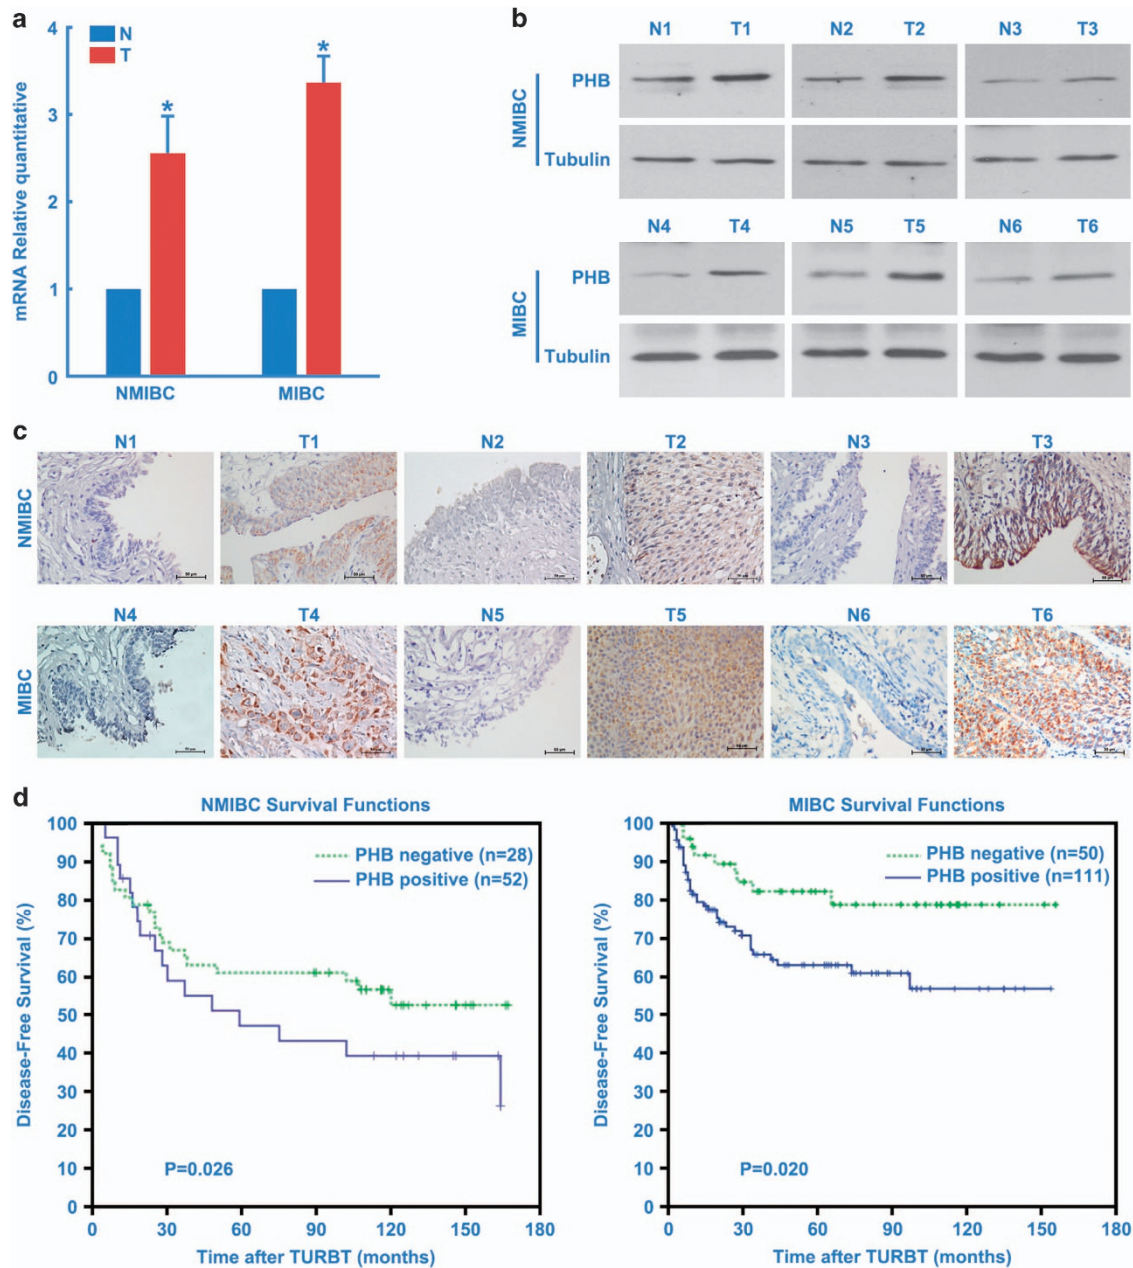 a
N
T
mRNA Relative quantitative
4
3
2
1
0
*
*
NMIBC
MIBC
b
N1 T1 N2 T2 N3 T3
NMIBC
PHB
Tubulin
N4 T4 N5 T5 N6 T6
MIBC
PHB
Tubulin
c
N1 T1 N2 T2 N3 T3
NMIBC
N4 T4 N5 T5 N6 T6
MIBC
d
NMIBC Survival Functions
PHB negative (n=28)
PHB positive (n=52)
Disease-Free Survival (%)
100
90
80
70
60
50
40
30
20
10
0
P=0.026
0 30 60 90 120 150 180
Time after TURBT (months)
MIBC Survival Functions
PHB negative (n=50)
PHB positive (n=111)
Disease-Free Survival (%)
100
90
80
70
60
50
40
30
20
10
0
P=0.020
0 30 60 90 120 150 180
Time after TURBT (months)